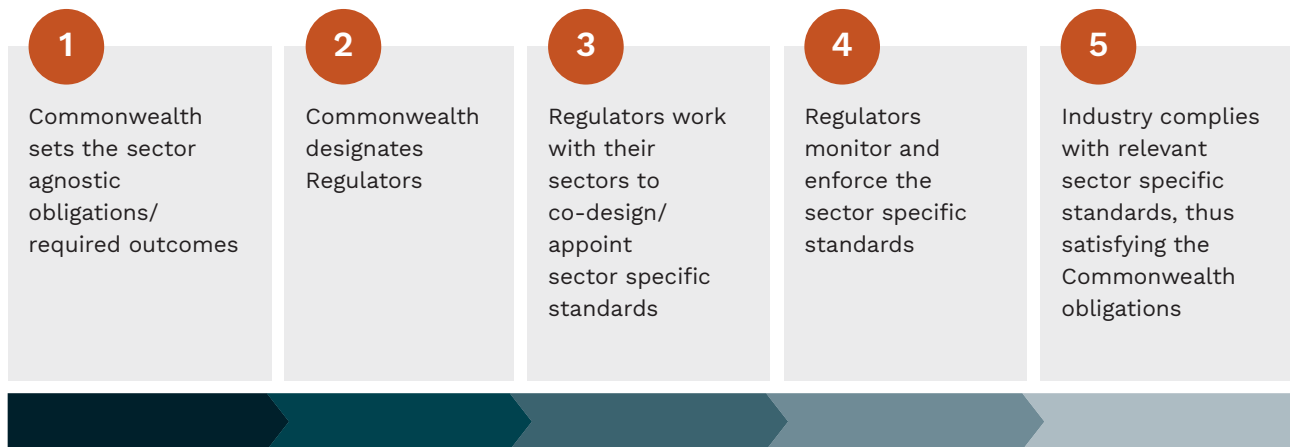 1
Commonwealth
sets the sector
agnostic
obligations/
required outcomes
2
Commonwealth
designates
Regulators
3
Regulators work
with their
sectors to
co-design/
appoint
sector specific
standards
4
Regulators
monitor and
enforce the
sector specific
standards
5
Industry complies
with relevant
sector specific
standards, thus
satisfying the
Commonwealth
obligations